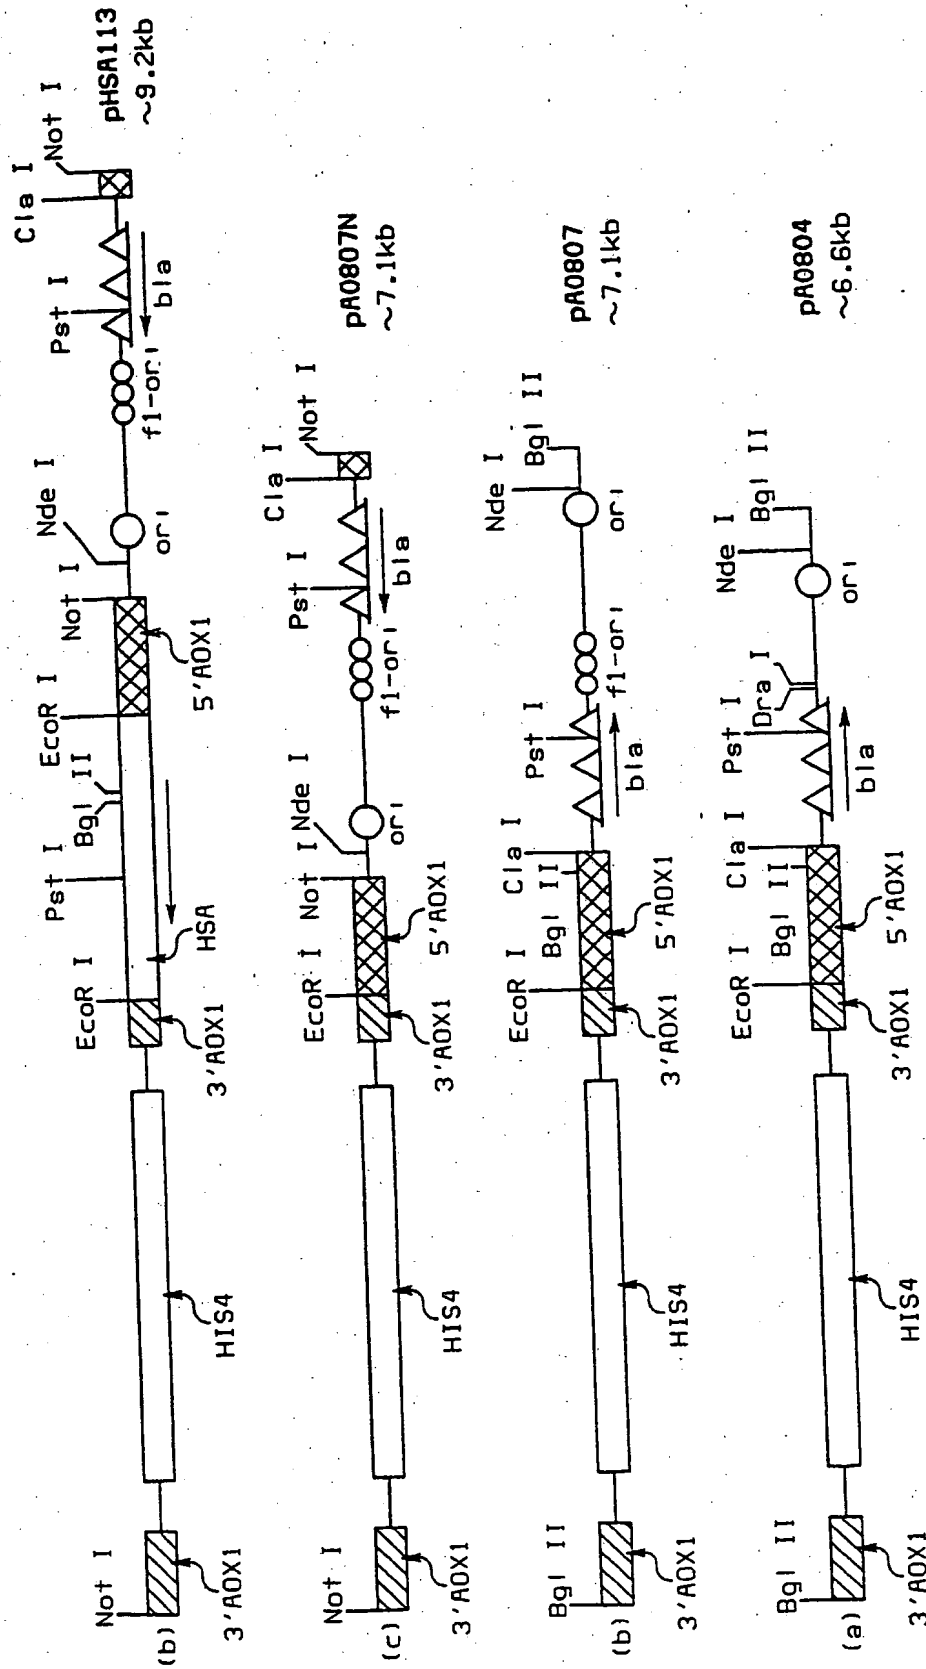 Not I
EcoR I
Pst I
Bgl II
EcoR I
Not I
Nde I
Pst I
Cla I
Not I
pHSA113
~9.2kb
(b)
3'AOX1
HIS4
3'AOX1
HSA
5'AOX1
ori
f1-ori
bla
Not I
EcoR I
Not I
Nde I
Pst I
Cla I
Not I
pAO807N
~7.1kb
(c)
3'AOX1
HIS4
3'AOX1
5'AOX1
ori
f1-ori
bla
Bgl II
EcoR I
Bgl II
Cla I
Pst I
Nde I
Bgl II
pAO807
~7.1kb
(b)
3'AOX1
HIS4
3'AOX1
5'AOX1
bla
f1-ori
ori
Bgl II
EcoR I
Bgl II
Cla I
Pst I
Dra I
Nde I
Bgl II
pAO804
~6.6kb
(a)
3'AOX1
HIS4
3'AOX1
5'AOX1
bla
ori